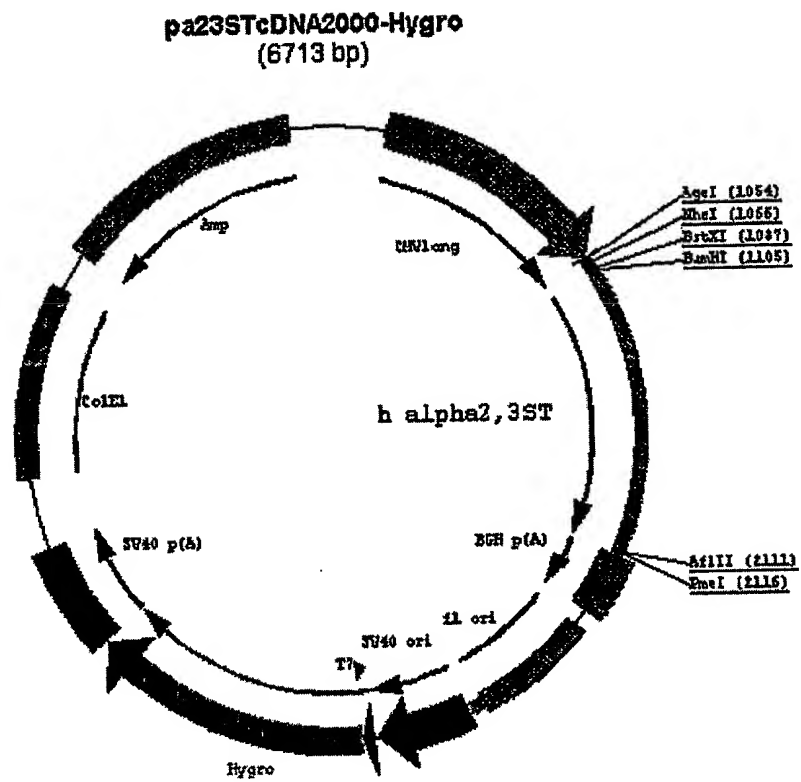 pa23STcDNA2000-Hygro
(6713 bp)
AgeI (1054)
NheI (1055)
BstXI (1087)
BamHI (1105)
Amp
CMVlong
ColE1
h alpha2,3ST
BGH p(A)
SV40 p(A)
AflII (2111)
PmeI (2116)
f1 ori
SV40 ori
T7
Hygro